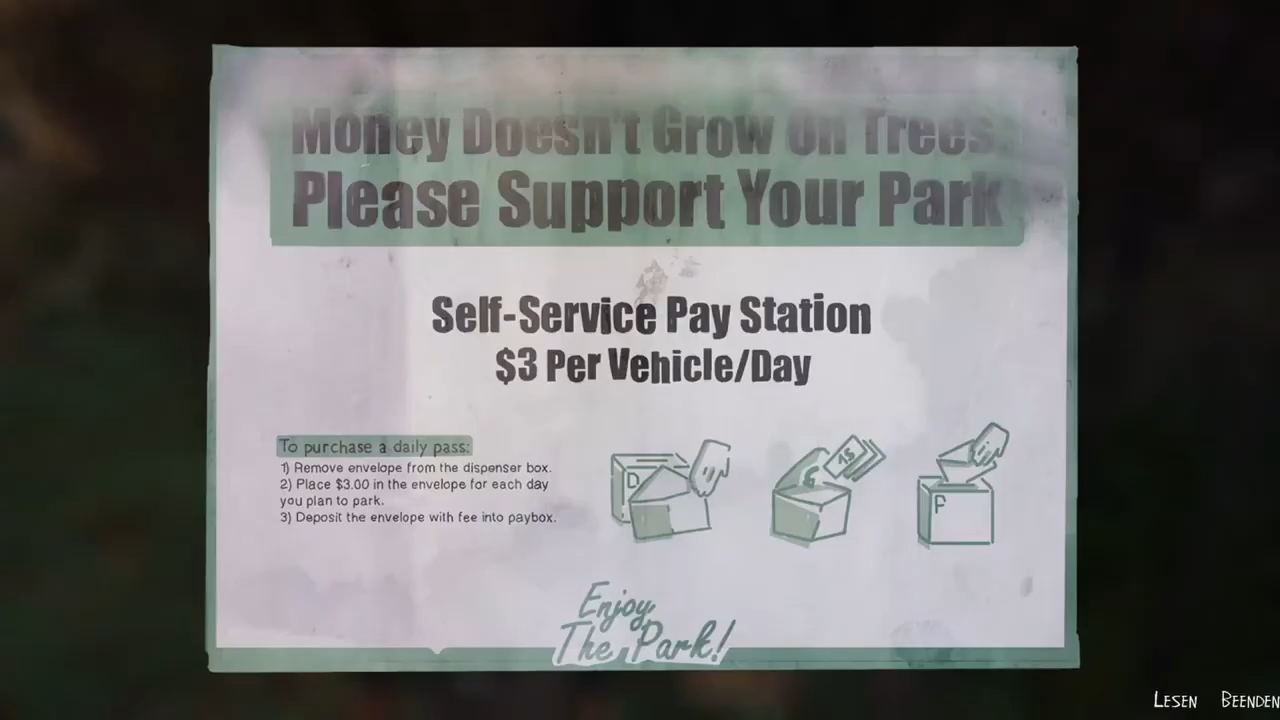 Money Doesn't Grow On Trees.
Please Support Your Park
Self-Service Pay Station
$3 Per Vehicle/Day
To purchase a daily pass:
1) Remove envelope from the dispenser box.
2) Place $3.00 in the envelope for each day
you plan to park.
3) Deposit the envelope with fee into paybox.
D
P
Enjoy
The Park!
LESEN BEENDEN